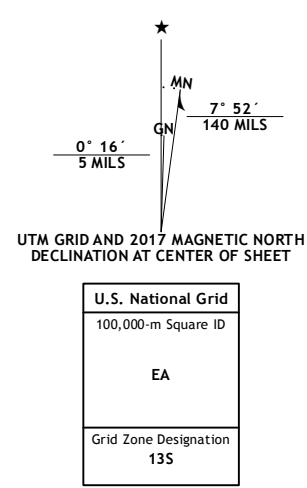 ★
MN
GN
7° 52´
140 MILS
0° 16´
5 MILS
UTM GRID AND 2017 MAGNETIC NORTH
DECLINATION AT CENTER OF SHEET
U.S. National Grid
100,000-m Square ID
EA
Grid Zone Designation
13S